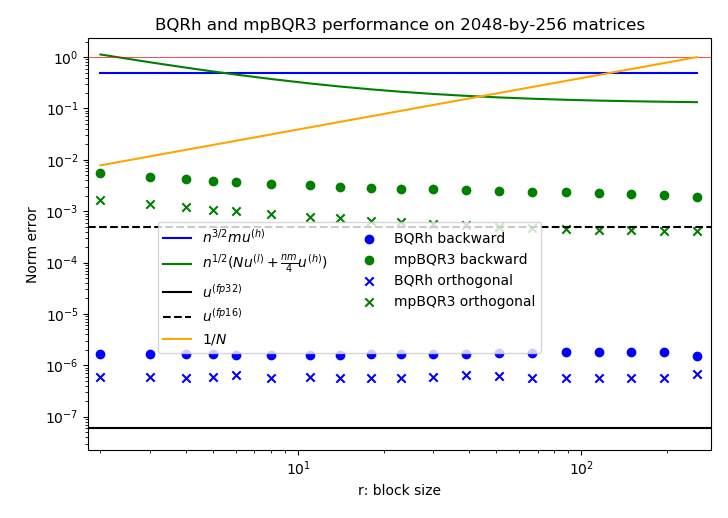 BQRh and mpBQR3 performance on 2048-by-256 matrices
Norm error
10^0
10^-1
10^-2
10^-3
10^-4
10^-5
10^-6
10^-7
n^{3/2}mu^{(h)}
n^{1/2}(Nu^{(l)} + \frac{nm}{4}u^{(h)})
u^{(fp32)}
u^{(fp16)}
1/N
BQRh backward
mpBQR3 backward
BQRh orthogonal
mpBQR3 orthogonal
10^1
10^2
r: block size